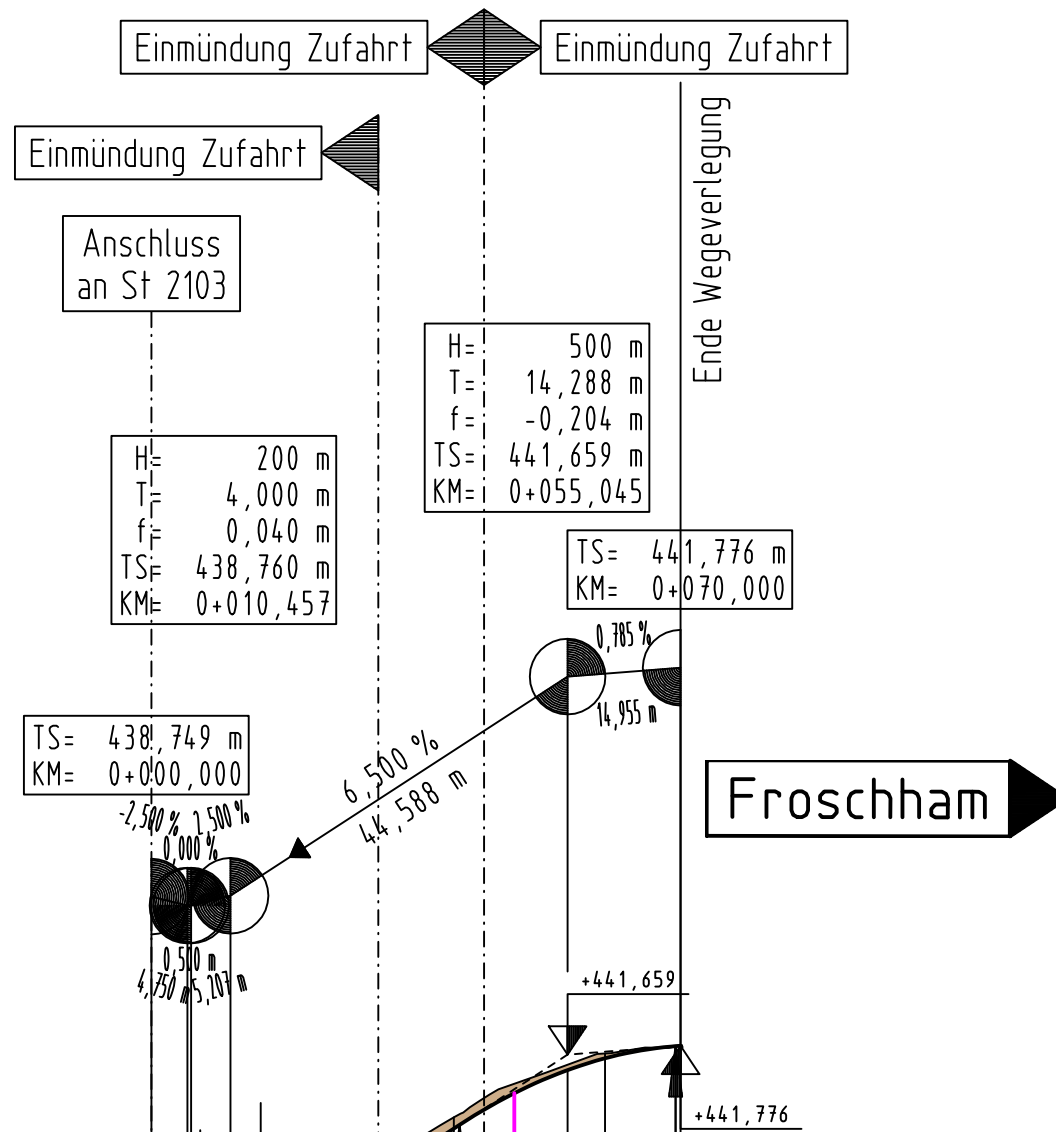 Einmündung Zufahrt
Einmündung Zufahrt
Einmündung Zufahrt
Ende Wegeverlegung
Anschluss
an St 2103
H= 500 m
T= 14,288 m
f= -0,204 m
TS= 441,659 m
KM= 0+055,045
H= 200 m
T= 4,000 m
f= 0,040 m
TS= 438,760 m
KM= 0+010,457
TS= 441,776 m
KM= 0+070,000
0,785 %
14,955 m
TS= 438,749 m
KM= 0+000,000
6,500 %
44,588 m
Froschham
-2,500 % 2,500 %
0,000 %
0,500 m
4,750 m 5,207 m
+441,659
+441,776